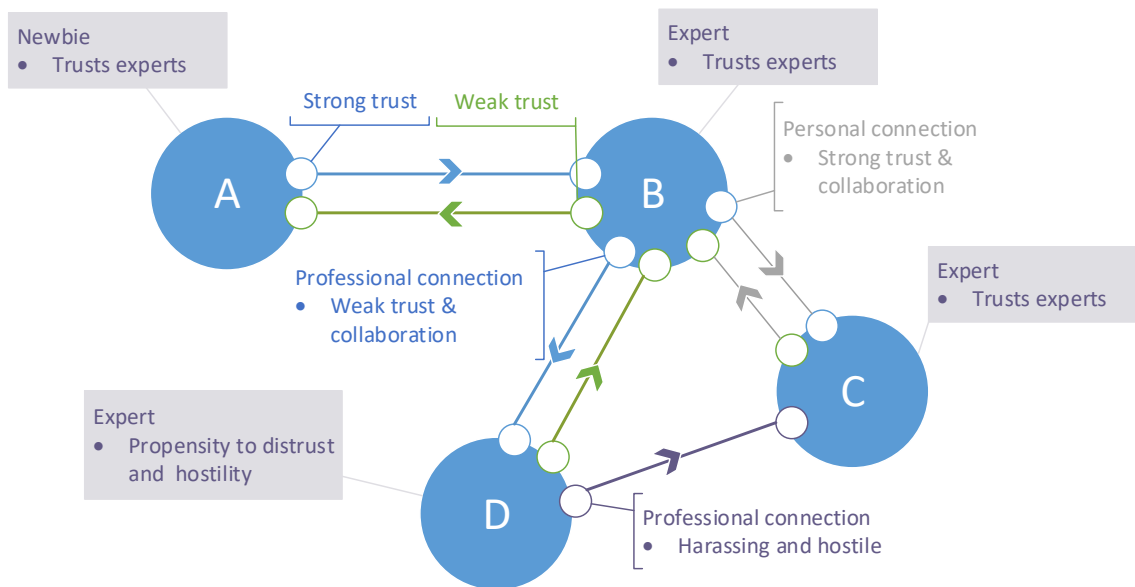 Newbie
• Trusts experts
Expert
• Trusts experts
Strong trust
Weak trust
Personal connection
• Strong trust &
collaboration
A
B
Professional connection
• Weak trust &
collaboration
Expert
• Trusts experts
C
Expert
• Propensity to distrust
and hostility
D
Professional connection
• Harassing and hostile